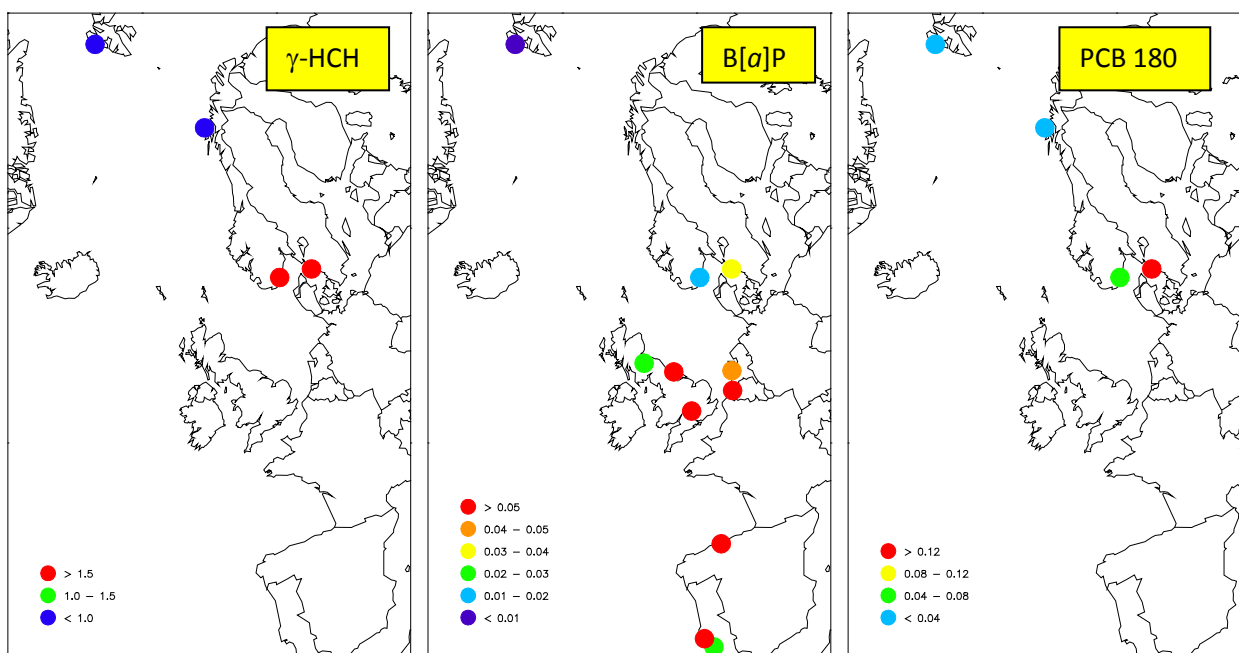 γ-HCH
> 1.5
1.0 – 1.5
< 1.0
B[a]P
> 0.05
0.04 – 0.05
0.03 – 0.04
0.02 – 0.03
0.01 – 0.02
< 0.01
PCB 180
> 0.12
0.08 – 0.12
0.04 – 0.08
< 0.04